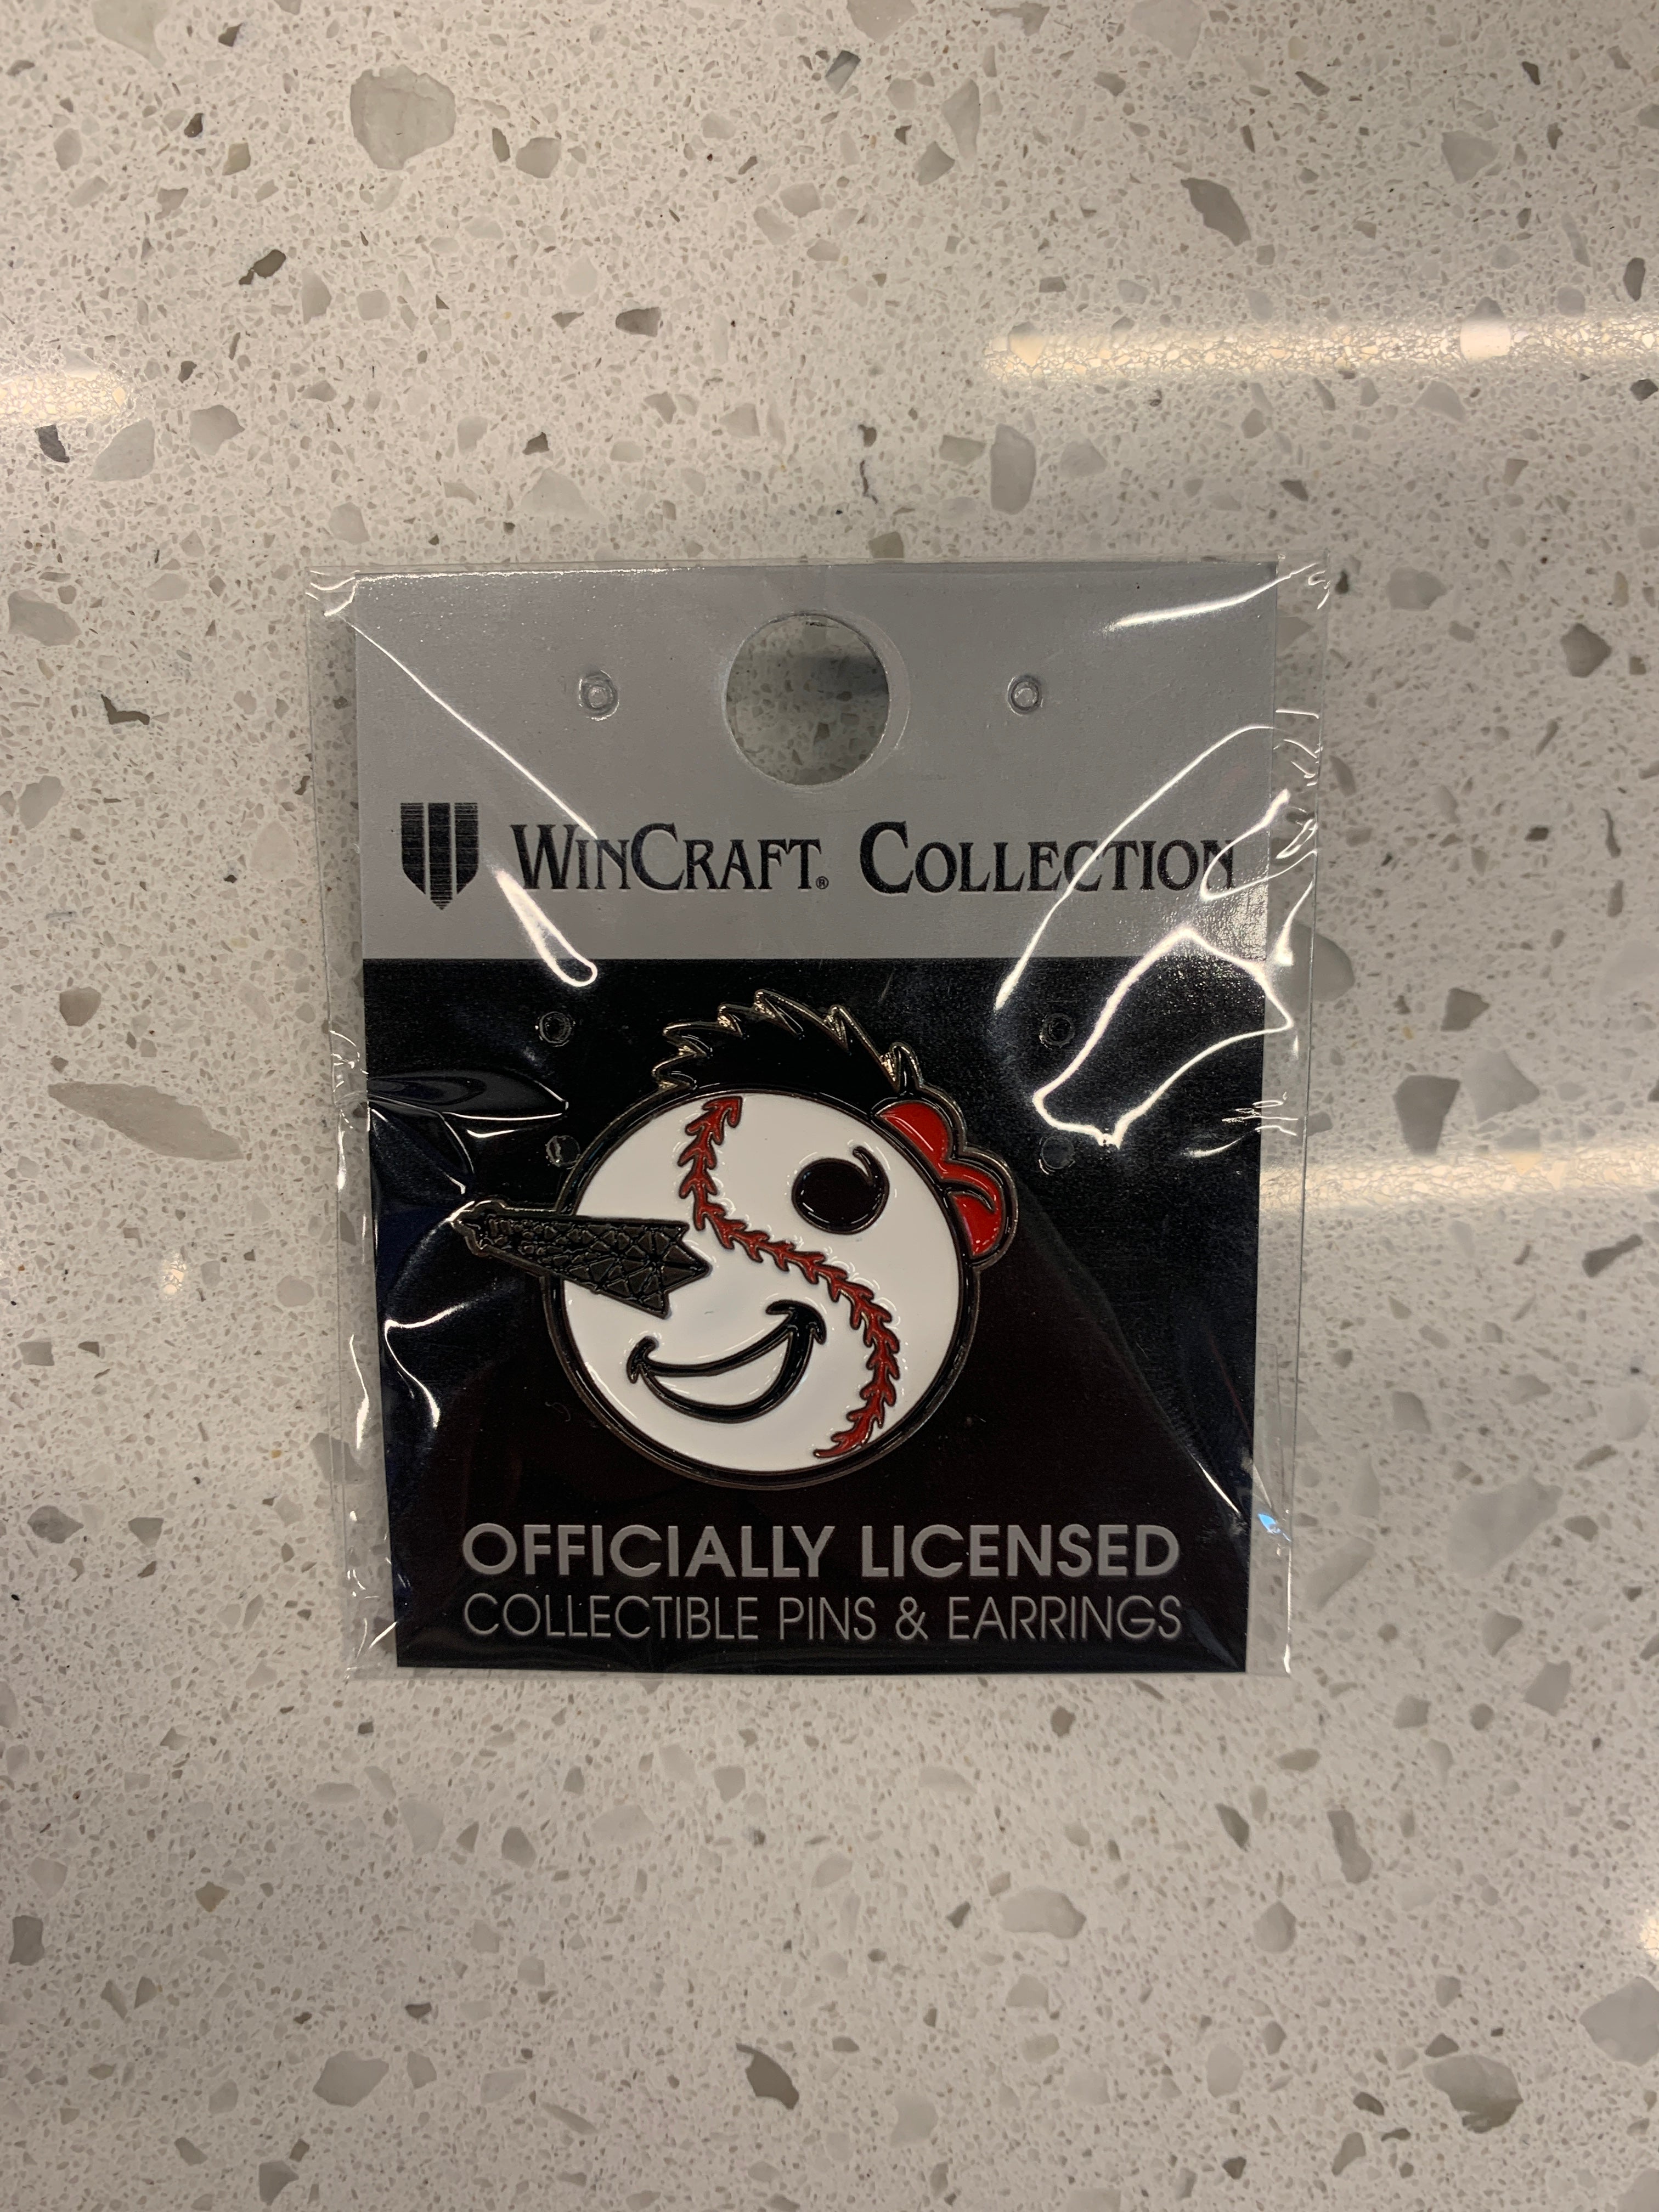 WINCRAFT® COLLECTION
OFFICIALLY LICENSED
COLLECTIBLE PINS & EARRINGS